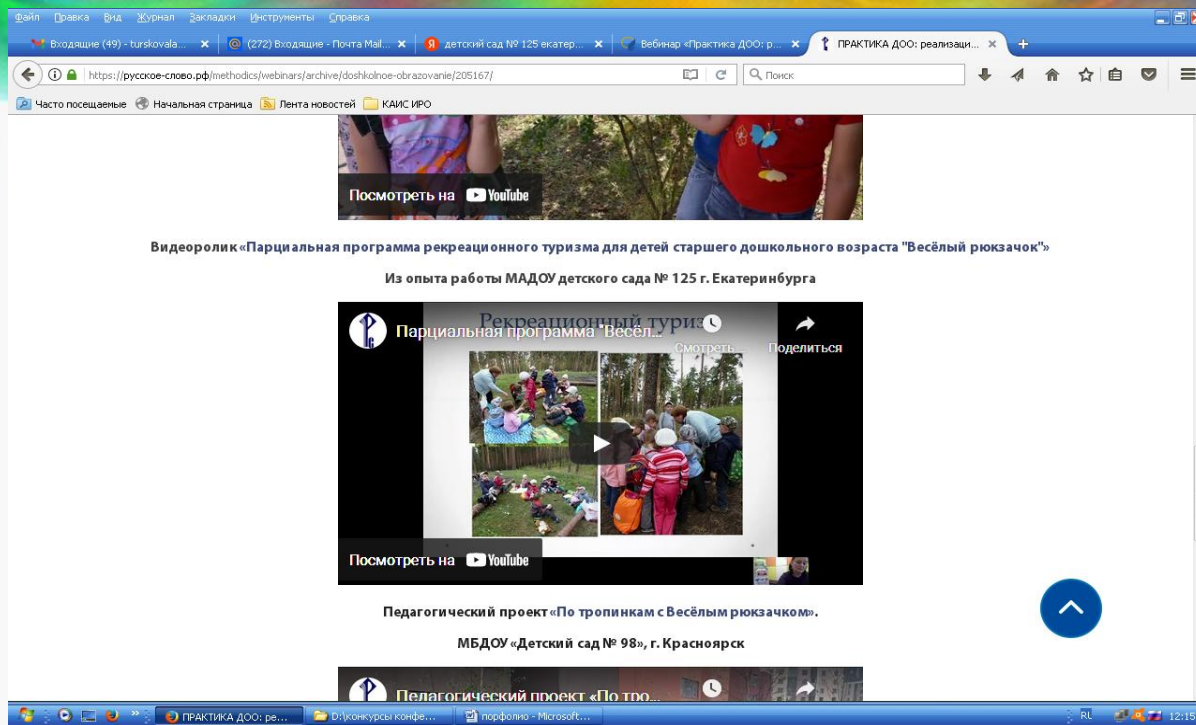 Файл Правка Вид Журнал Закладки Инструменты Справка
Входящие (49) - turskovala... (272) Входящие - Почта Mail... детский сад № 125 екатер... Вебинар «Практика ДОО: р... ПРАКТИКА ДОО: реализаци...
https://русское-слово.рф/methodics/webinars/archive/doshkolnoe-obrazovanie/205167/ Поиск
Часто посещаемые Начальная страница Лента новостей КАИС ИРО
Посмотреть на YouTube
Видеоролик «Парциальная программа рекреационного туризма для детей старшего дошкольного возраста "Весёлый рюкзачок"»
Из опыта работы МАДОУ детского сада № 125 г. Екатеринбурга
Рекреационный туриз
Парциальная программа "Весёл...
Смотреть ... Поделиться
Посмотреть на YouTube
Педагогический проект «По тропинкам с Весёлым рюкзачком».
МБДОУ «Детский сад № 98», г. Красноярск
Педагогический проект «По тро...
ПРАКТИКА ДОО: ре... D:\конкурсы конфе... порфолио - Microsoft... RU 12:15